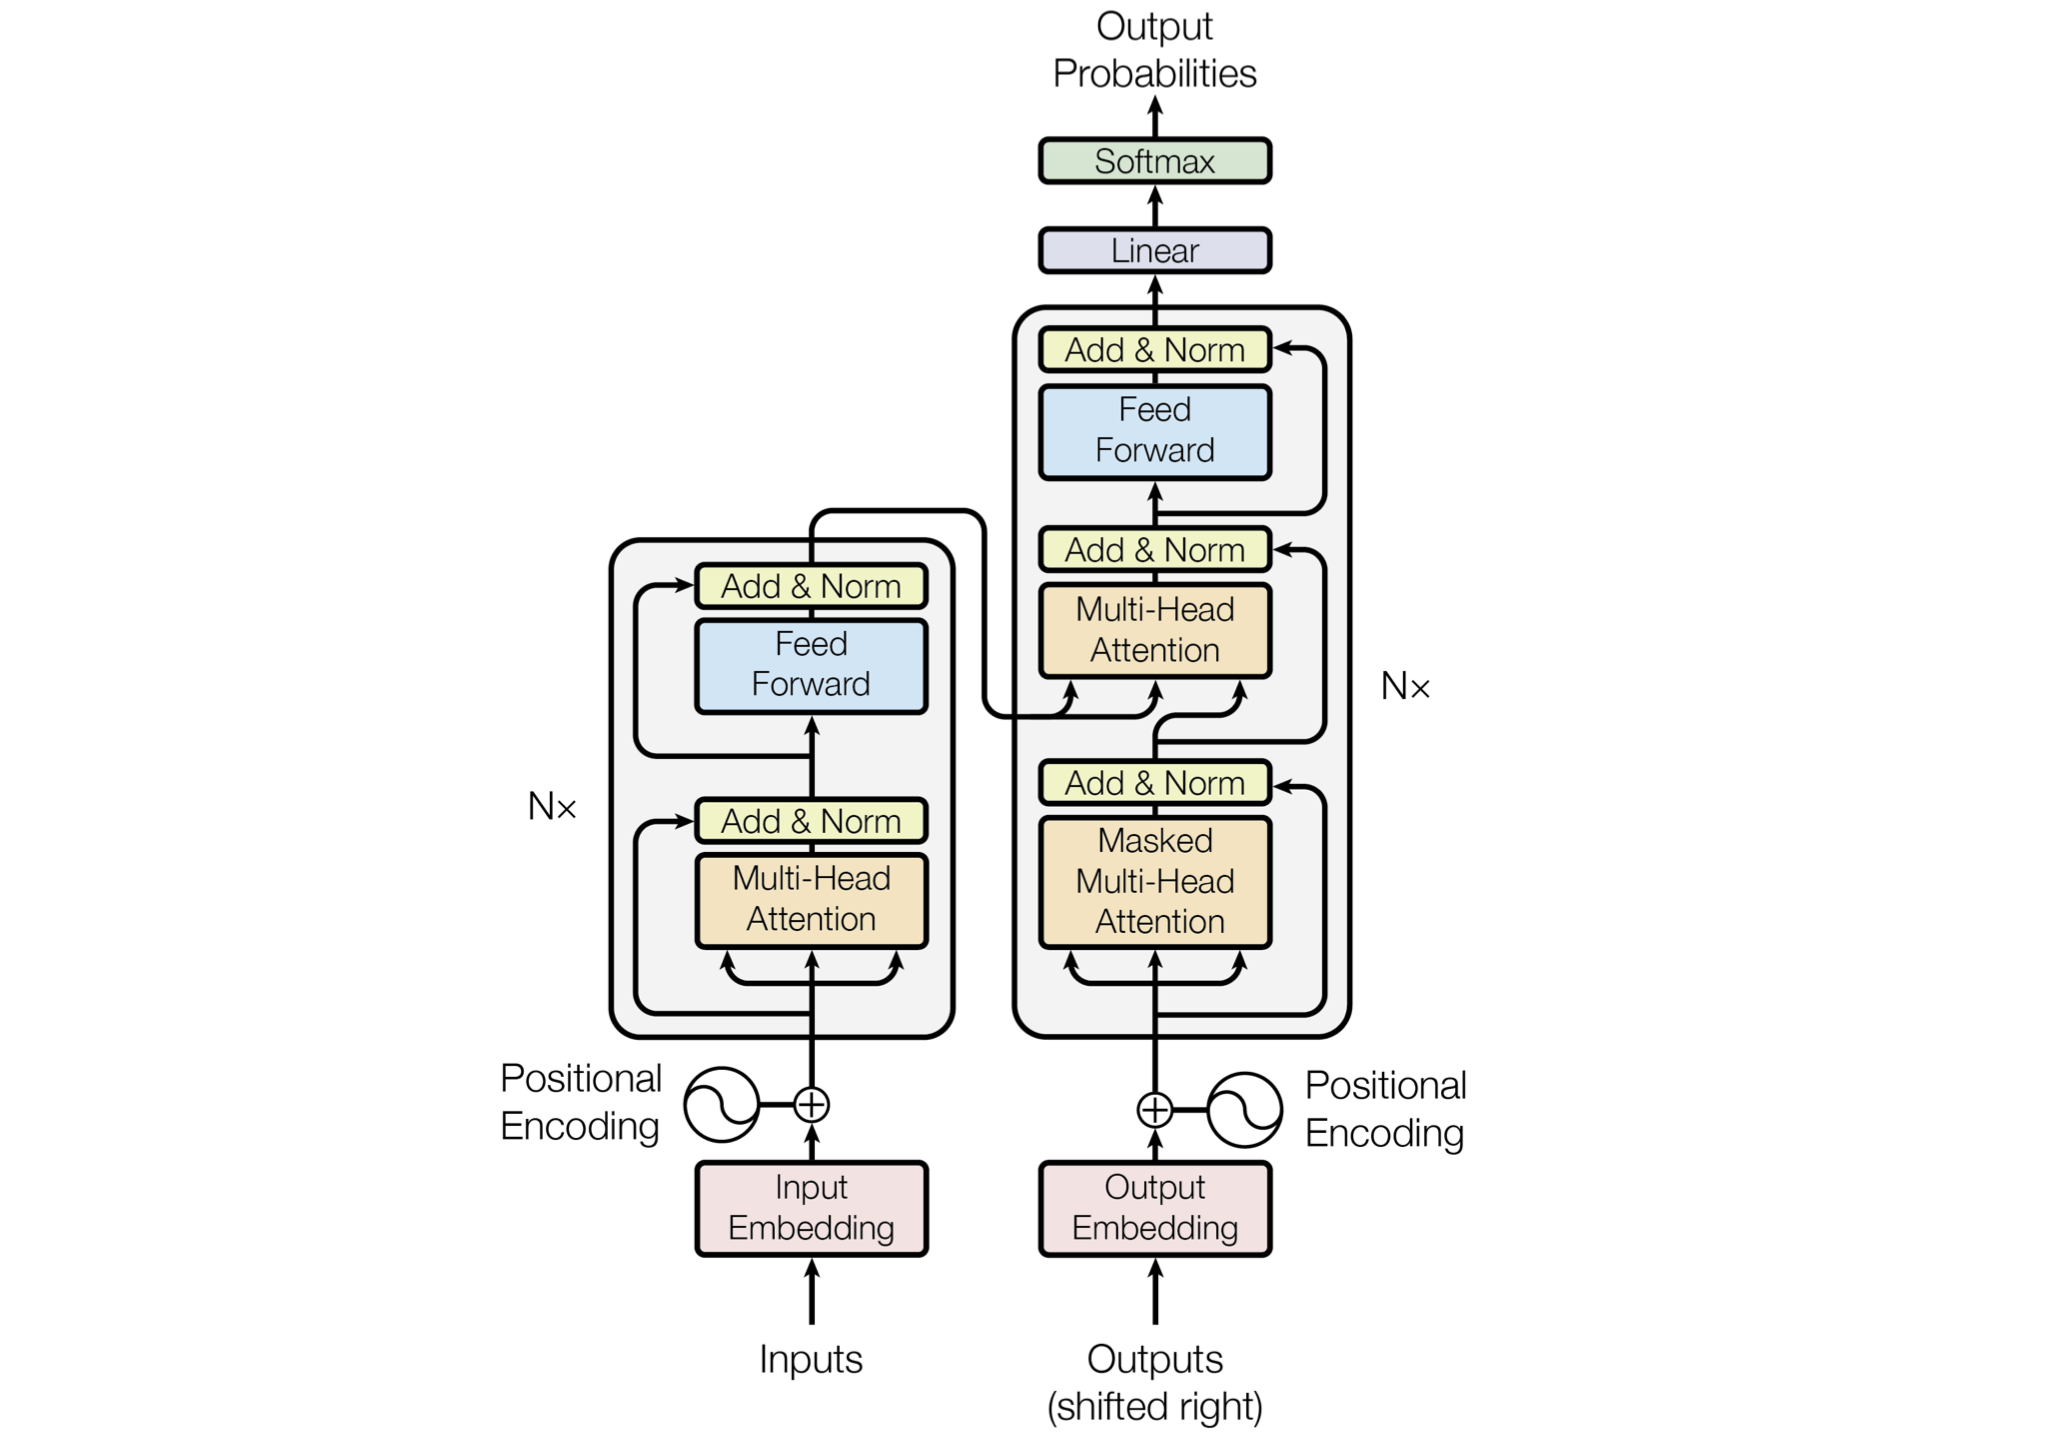 Output
Probabilities
Softmax
Linear
Add & Norm
Feed
Forward
Add & Norm
Multi-Head
Attention
Nx
Add & Norm
Masked
Multi-Head
Attention
Add & Norm
Feed
Forward
Nx
Add & Norm
Multi-Head
Attention
Positional
Encoding
Positional
Encoding
Input
Embedding
Output
Embedding
Inputs
Outputs
(shifted right)